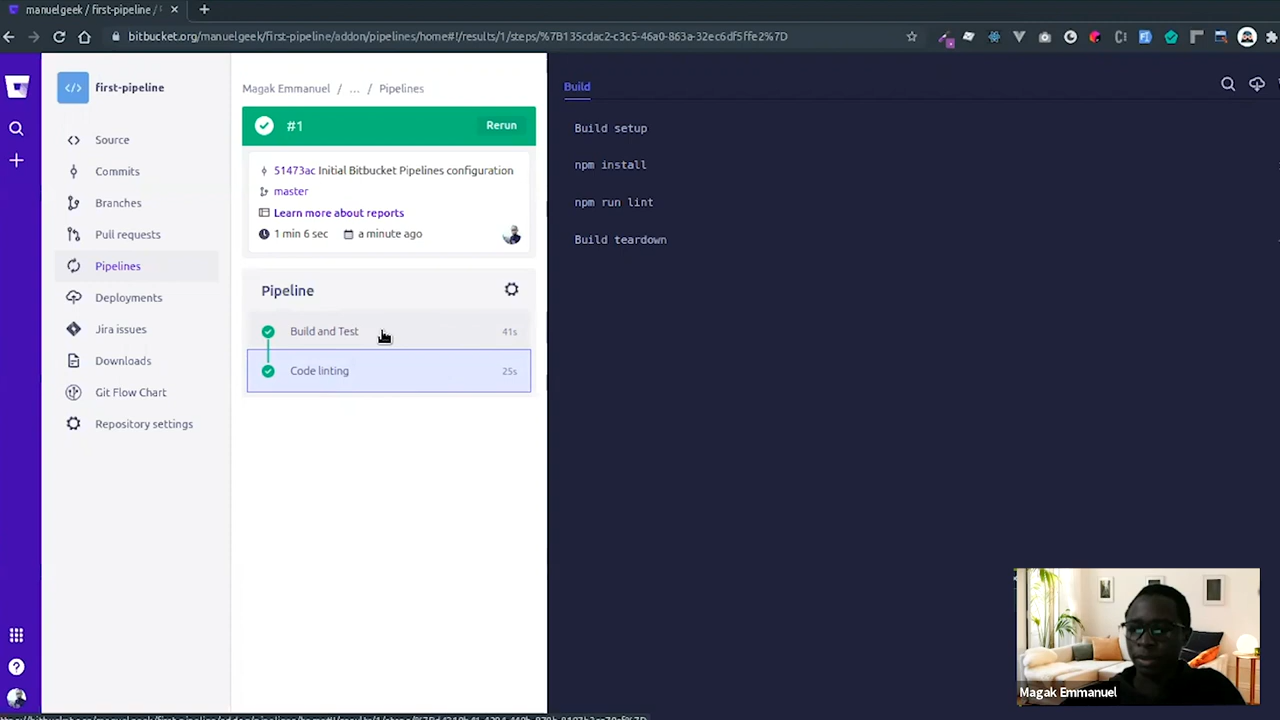 manuelgeek / first-pipeline /
bitbucket.org/manuelgeek/first-pipeline/addon/pipelines/home#!/results/1/steps/%7B135cdac2-c3c5-46a0-863a-32ec6df5ffe2%7D
first-pipeline
Source
Commits
Branches
Pull requests
Pipelines
Deployments
Jira issues
Downloads
Git Flow Chart
Repository settings
Magak Emmanuel / ... / Pipelines
#1
Rerun
51473ac Initial Bitbucket Pipelines configuration
master
Learn more about reports
1 min 6 sec a minute ago
Pipeline
Build and Test 41s
Code linting 25s
Build
Build setup
npm install
npm run lint
Build teardown
Magak Emmanuel